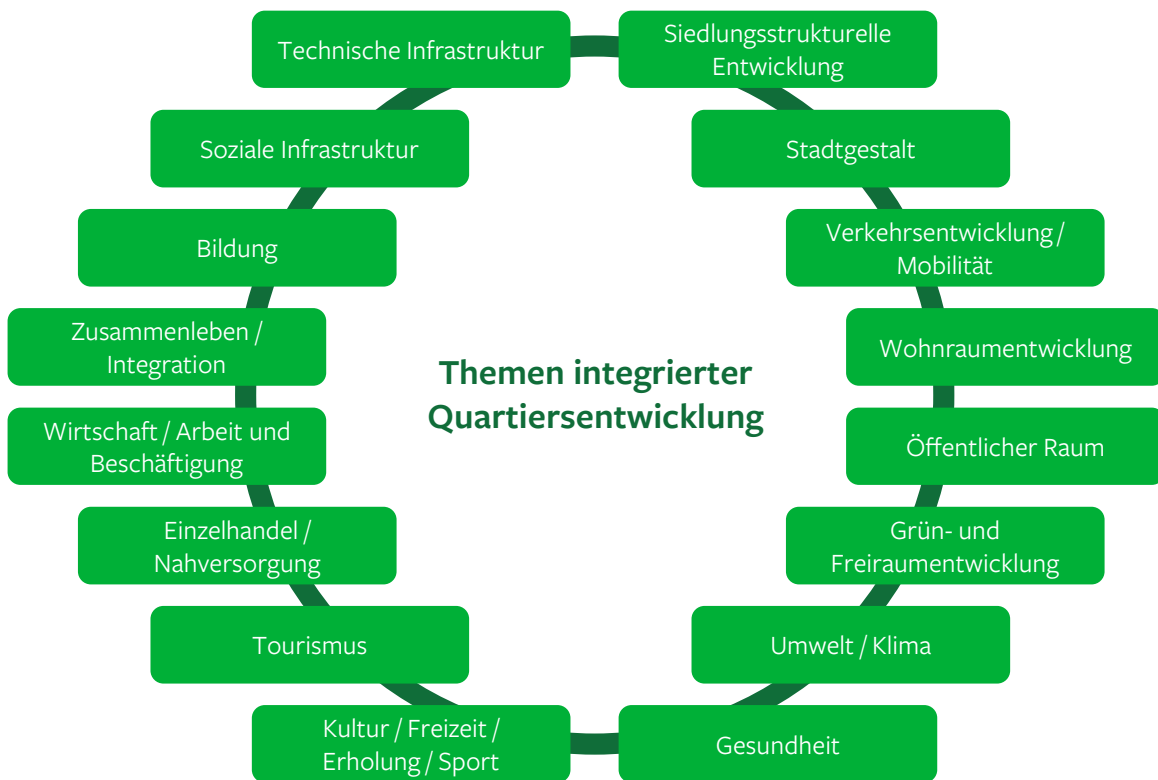 Technische Infrastruktur
Siedlungsstrukturelle
Entwicklung
Soziale Infrastruktur
Stadtgestalt
Bildung
Verkehrsentwicklung /
Mobilität
Zusammenleben /
Integration
Wohnraumentwicklung
Themen integrierter
Quartiersentwicklung
Wirtschaft / Arbeit und
Beschäftigung
Öffentlicher Raum
Einzelhandel /
Nahversorgung
Grün- und
Freiraumentwicklung
Tourismus
Umwelt / Klima
Kultur / Freizeit /
Erholung / Sport
Gesundheit